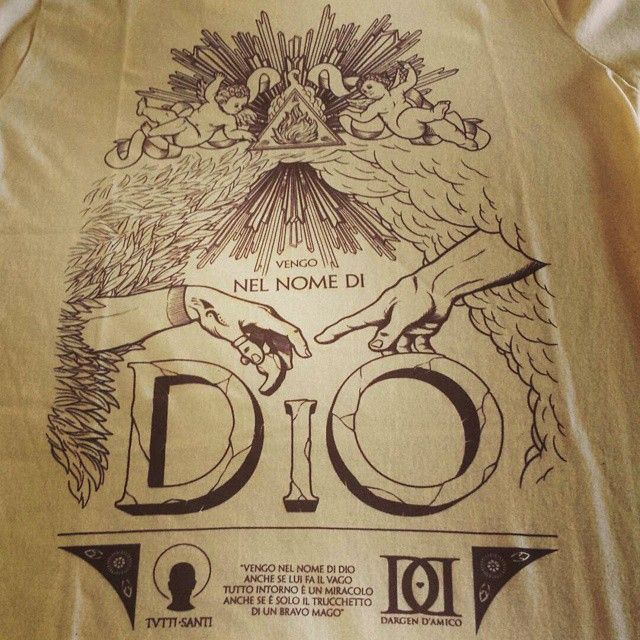 VENGO
NEL NOME DI
DIO
TVTTI·SANTI
"VENGO NEL NOME DI DIO
ANCHE SE LUI FA IL VAGO
TUTTO INTORNO È UN MIRACOLO
ANCHE SE È SOLO IL TRUCCHETTO
DI UN BRAVO MAGO"
DD
DARGEN D'AMICO